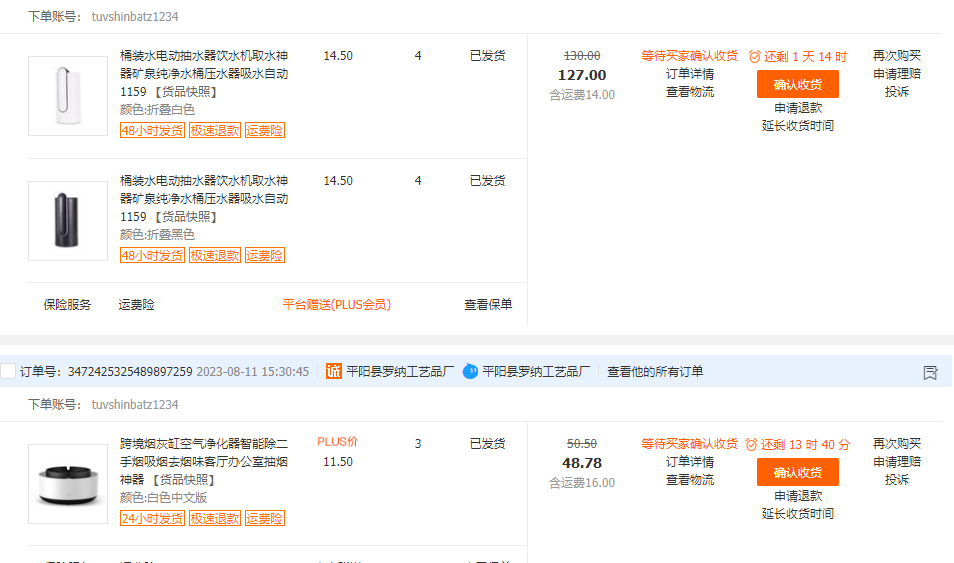 下单账号： tuvshinbatz1234
桶装水电动抽水器饮水机取水神 14.50 4 已发货 130.00 等待买家确认收货 还剩 1 天 14 时 再次购买
器矿泉纯净水桶压水器吸水自动 127.00 订单详情 确认收货 申请理赔
1159 【货品快照】 含运费14.00 查看物流 投诉
颜色:折叠白色 申请退款
48小时发货 极速退款 运费险 延长收货时间
桶装水电动抽水器饮水机取水神 14.50 4 已发货
器矿泉纯净水桶压水器吸水自动
1159 【货品快照】
颜色:折叠黑色
48小时发货 极速退款 运费险
保险服务 运费险 平台赠送(PLUS会员) 查看保单
订单号： 3472425325489897259 2023-08-11 15:30:45 诚 平阳县罗纳工艺品厂 平阳县罗纳工艺品厂 查看他的所有订单
下单账号： tuvshinbatz1234
跨境烟灰缸空气净化器智能除二 PLUS价 3 已发货 50.50 等待买家确认收货 还剩 13 时 40 分 再次购买
手烟吸烟去烟味客厅办公室抽烟 11.50 48.78 订单详情 确认收货 申请理赔
神器 【货品快照】 含运费16.00 查看物流 投诉
颜色:白色中文版 申请退款
24小时发货 极速退款 运费险 延长收货时间